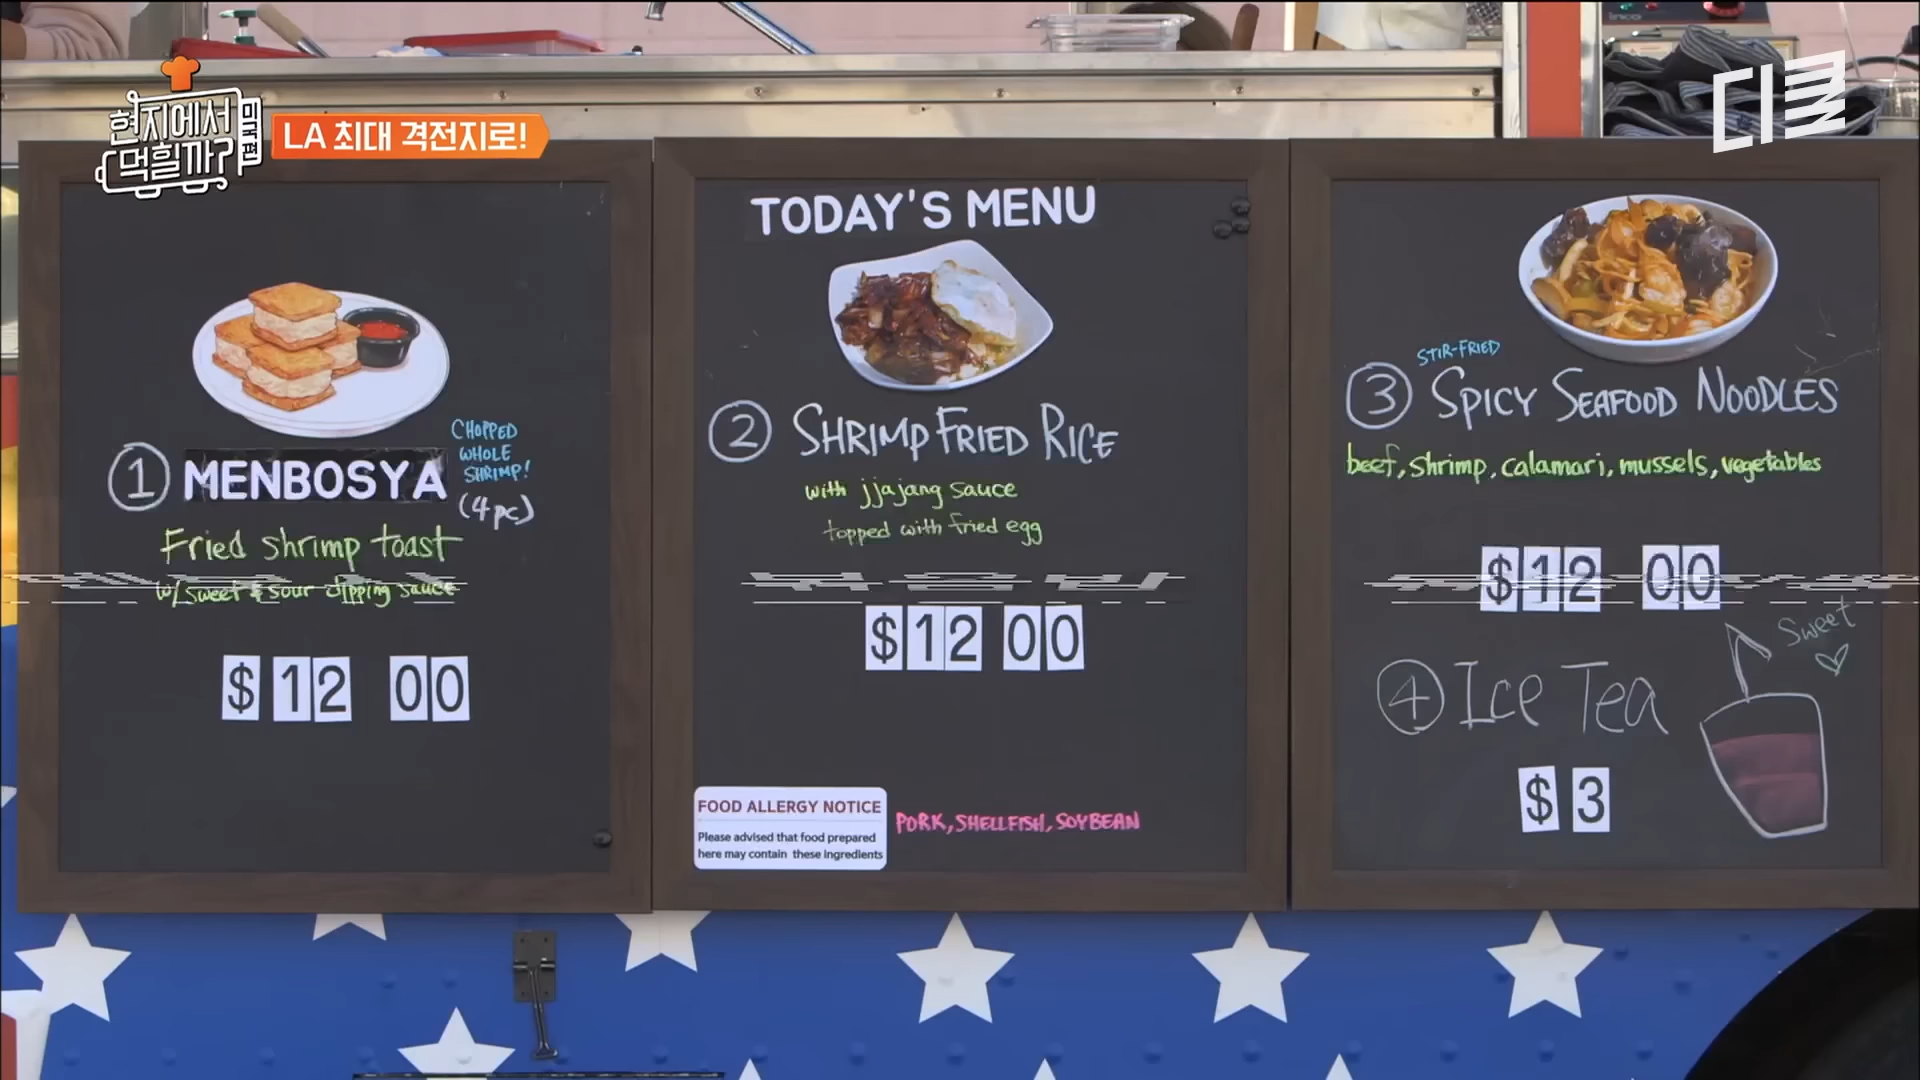 현지에서
먹힐까?
미국편
LA 최대 격전지로!
디글
1 MENBOSYA
CHOPPED
WHOLE
SHRIMP!
(4pc)
Fried shrimp toast
w/ sweet & sour dipping sauce
$12 00
TODAY'S MENU
2 SHRIMP FRIED RICE
with jjajang sauce
topped with fried egg
$12 00
FOOD ALLERGY NOTICE
Please advised that food prepared
here may contain these ingredients
PORK, SHELLFISH, SOYBEAN
STIR-FRIED
3 SPICY SEAFOOD NOODLES
beef, shrimp, calamari, mussels, vegetables
$12 00
4 Ice Tea
Sweet ♡
$3